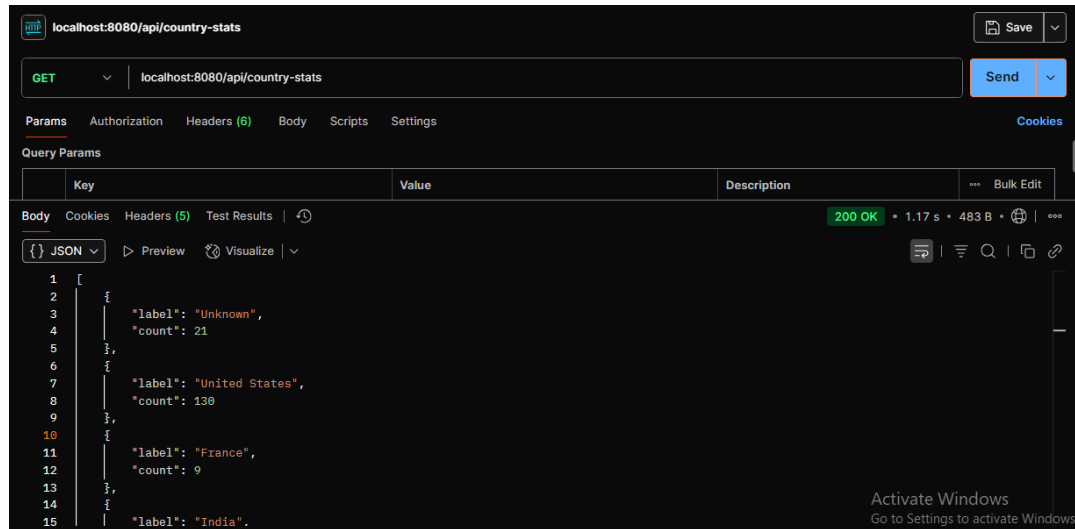 HTTP localhost:8080/api/country-stats Save
GET localhost:8080/api/country-stats Send
Params Authorization Headers (6) Body Scripts Settings Cookies
Query Params
Key Value Description Bulk Edit
Body Cookies Headers (5) Test Results 200 OK • 1.17 s • 483 B •
{} JSON Preview Visualize
1 [
2 {
3 "label": "Unknown",
4 "count": 21
5 },
6 {
7 "label": "United States",
8 "count": 130
9 },
10 {
11 "label": "France",
12 "count": 9
13 },
14 {
15 "label": "India",
Activate Windows
Go to Settings to activate Windows